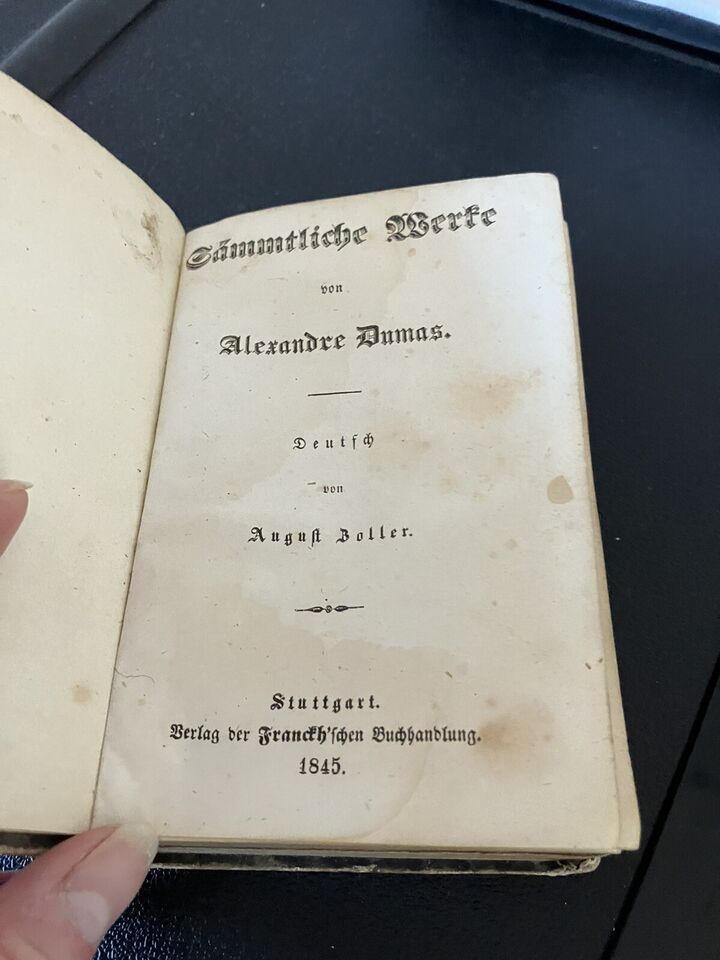 Sämmtliche Werke
von
Alexandre Dumas.
Deutsch
von
August Zoller.
Stuttgart.
Verlag der Franckh'schen Buchhandlung.
1845.